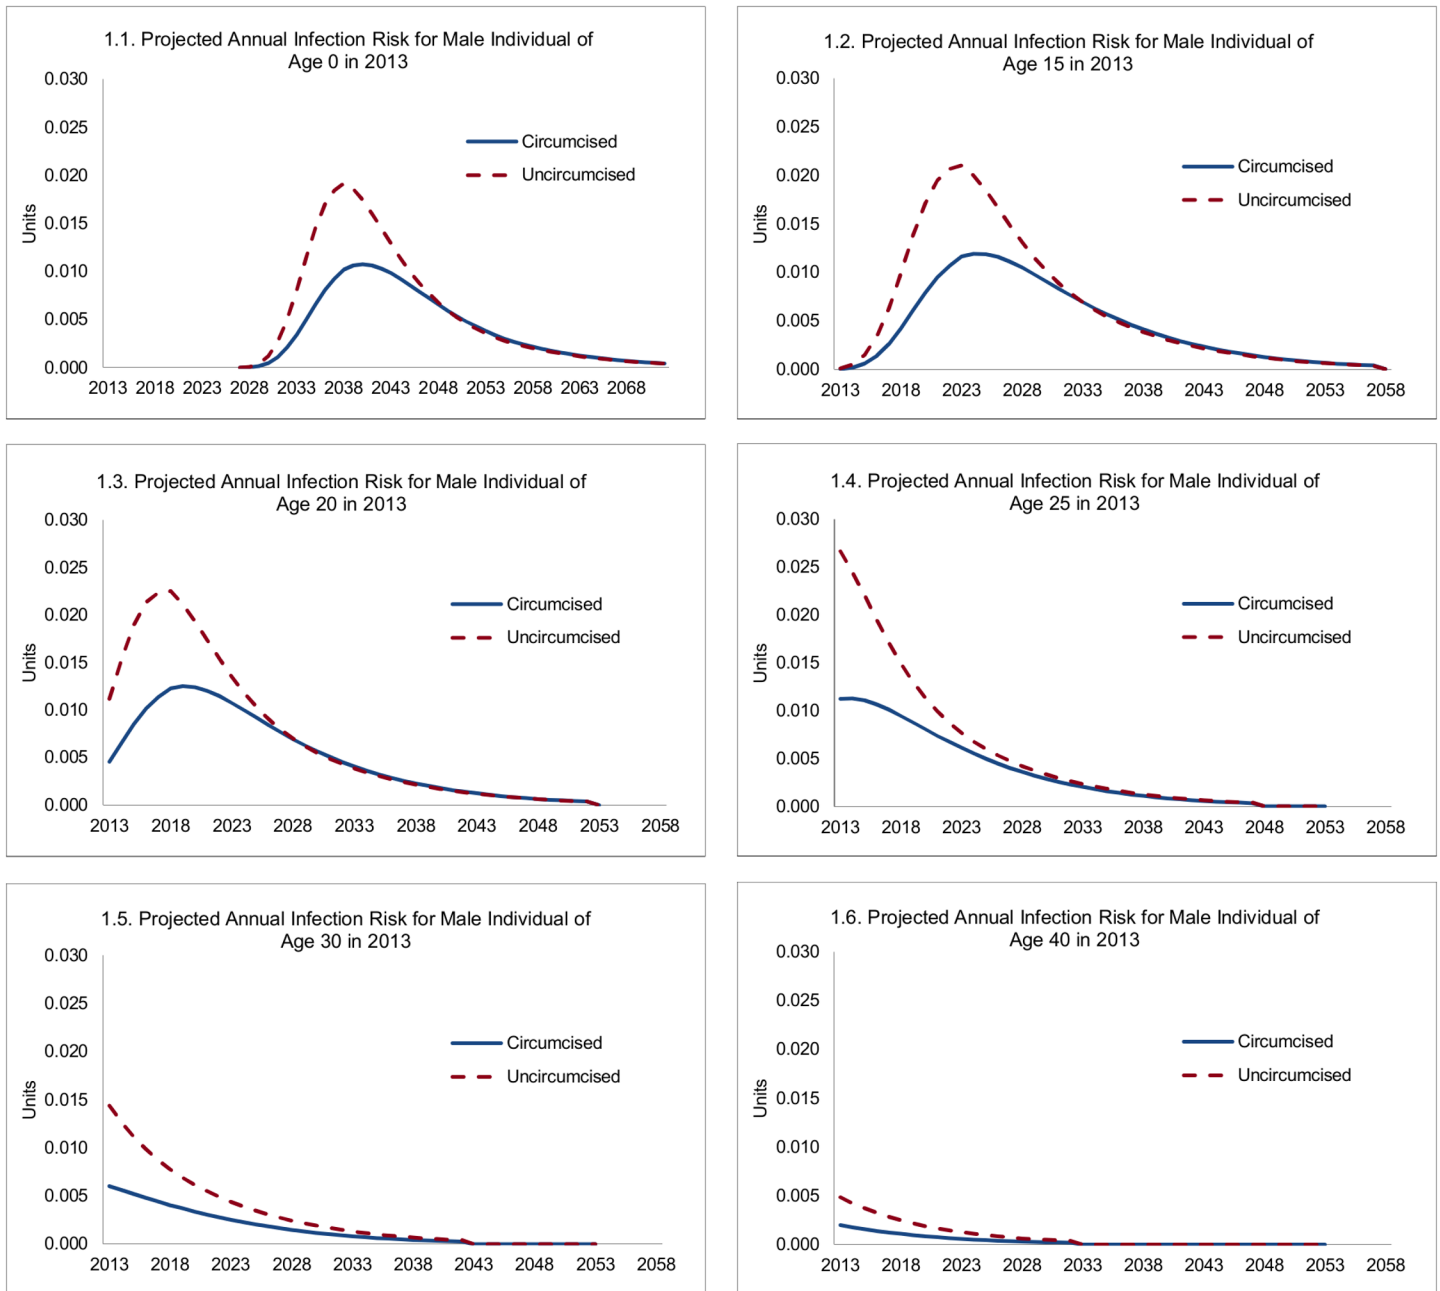 1.1. Projected Annual Infection Risk for Male Individual of
Age 0 in 2013
0.030
0.025
0.020
0.015
0.010
0.005
0.000
Units
Circumcised
Uncircumcised
2013 2018 2023 2028 2033 2038 2043 2048 2053 2058 2063 2068
1.2. Projected Annual Infection Risk for Male Individual of
Age 15 in 2013
0.030
0.025
0.020
0.015
0.010
0.005
0.000
Units
Circumcised
Uncircumcised
2013 2018 2023 2028 2033 2038 2043 2048 2053 2058
1.3. Projected Annual Infection Risk for Male Individual of
Age 20 in 2013
0.030
0.025
0.020
0.015
0.010
0.005
0.000
Units
Circumcised
Uncircumcised
2013 2018 2023 2028 2033 2038 2043 2048 2053 2058
1.4. Projected Annual Infection Risk for Male Individual of
Age 25 in 2013
0.030
0.025
0.020
0.015
0.010
0.005
0.000
Units
Circumcised
Uncircumcised
2013 2018 2023 2028 2033 2038 2043 2048 2053 2058
1.5. Projected Annual Infection Risk for Male Individual of
Age 30 in 2013
0.030
0.025
0.020
0.015
0.010
0.005
0.000
Units
Circumcised
Uncircumcised
2013 2018 2023 2028 2033 2038 2043 2048 2053 2058
1.6. Projected Annual Infection Risk for Male Individual of
Age 40 in 2013
0.030
0.025
0.020
0.015
0.010
0.005
0.000
Units
Circumcised
Uncircumcised
2013 2018 2023 2028 2033 2038 2043 2048 2053 2058